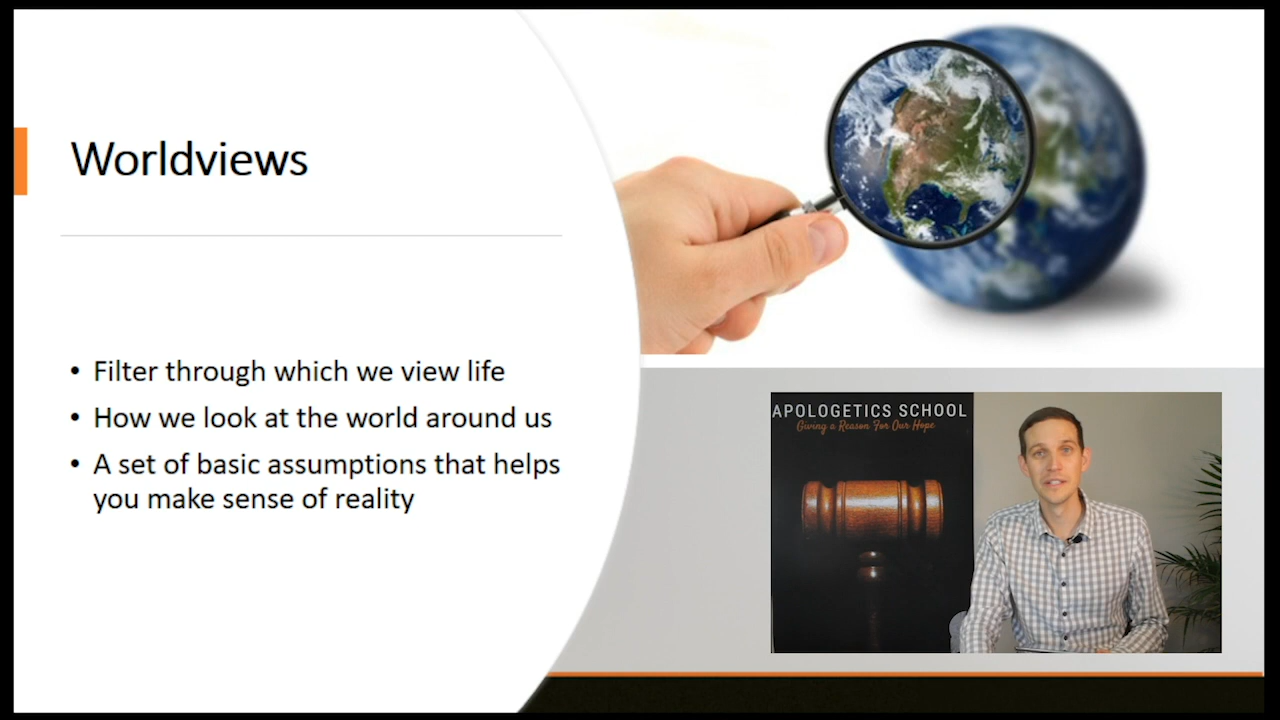 Worldviews
• Filter through which we view life
• How we look at the world around us
• A set of basic assumptions that helps
you make sense of reality
APOLOGETICS SCHOOL
Giving a Reason For Our Hope